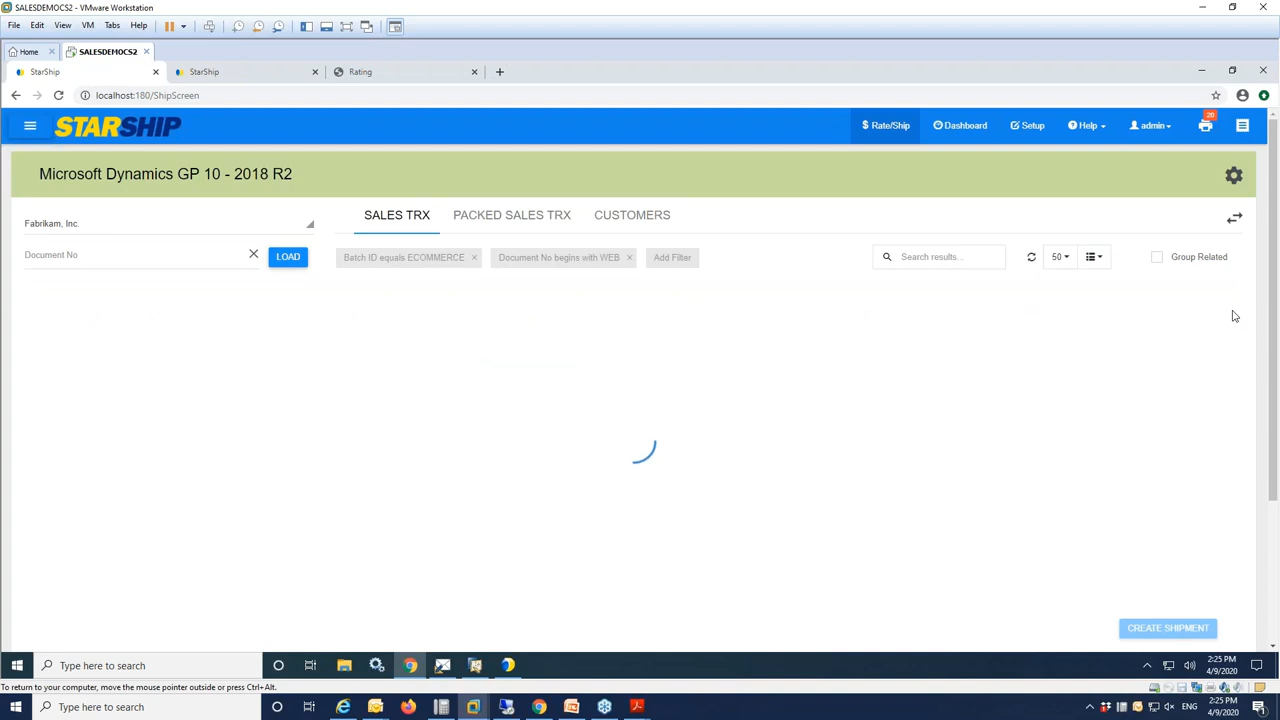 SALESDEMOCS2 - VMware Workstation
File Edit View VM Tabs Help
Home SALESDEMOCS2
StarShip StarShip Rating
localhost:180/ShipScreen
STARSHIP $ Rate/Ship Dashboard Setup Help admin 20
Microsoft Dynamics GP 10 - 2018 R2
Fabrikam, Inc. SALES TRX PACKED SALES TRX CUSTOMERS
Document No LOAD Batch ID equals ECOMMERCE Document No begins with WEB Add Filter Search results... 50 Group Related
CREATE SHIPMENT
Type here to search 2:25 PM
4/9/2020
To return to your computer, move the mouse pointer outside or press Ctrl+Alt.
Type here to search ENG 2:25 PM
4/9/2020